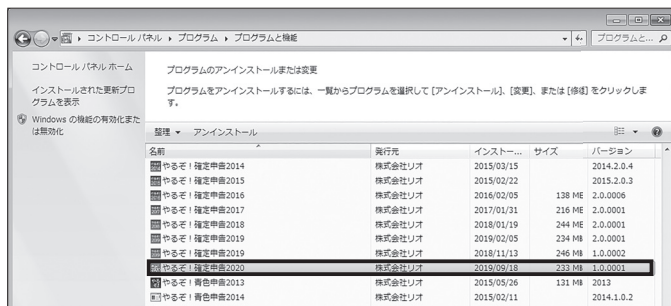 コントロール パネル ▸ プログラム ▸ プログラムと機能
プログラムと...
コントロール パネル ホーム
インストールされた更新プログラムを表示
Windows の機能の有効化または無効化
プログラムのアンインストールまたは変更
プログラムをアンインストールするには、一覧からプログラムを選択して [アンインストール]、[変更]、または [修復] をクリックします。
整理 ▼ アンインストール
名前 発行元 インストー... サイズ バージョン
やるぞ！確定申告2014 株式会社リオ 2015/03/15 2014.2.0.4
やるぞ！確定申告2015 株式会社リオ 2015/02/22 2015.2.0.3
やるぞ！確定申告2016 株式会社リオ 2016/02/05 138 MB 2.0.0006
やるぞ！確定申告2017 株式会社リオ 2017/01/31 216 MB 2.0.0001
やるぞ！確定申告2018 株式会社リオ 2018/01/19 244 MB 2.0.0001
やるぞ！確定申告2019 株式会社リオ 2019/02/05 234 MB 2.0.0001
やるぞ！確定申告2019 株式会社リオ 2018/11/13 246 MB 1.0.0002
やるぞ！確定申告2020 株式会社リオ 2019/09/18 233 MB 1.0.0001
やるぞ！青色申告2013 株式会社リオ 2015/05/26 131 MB 2013
やるぞ！青色申告2014 株式会社リオ 2015/02/11 2014.1.0.2